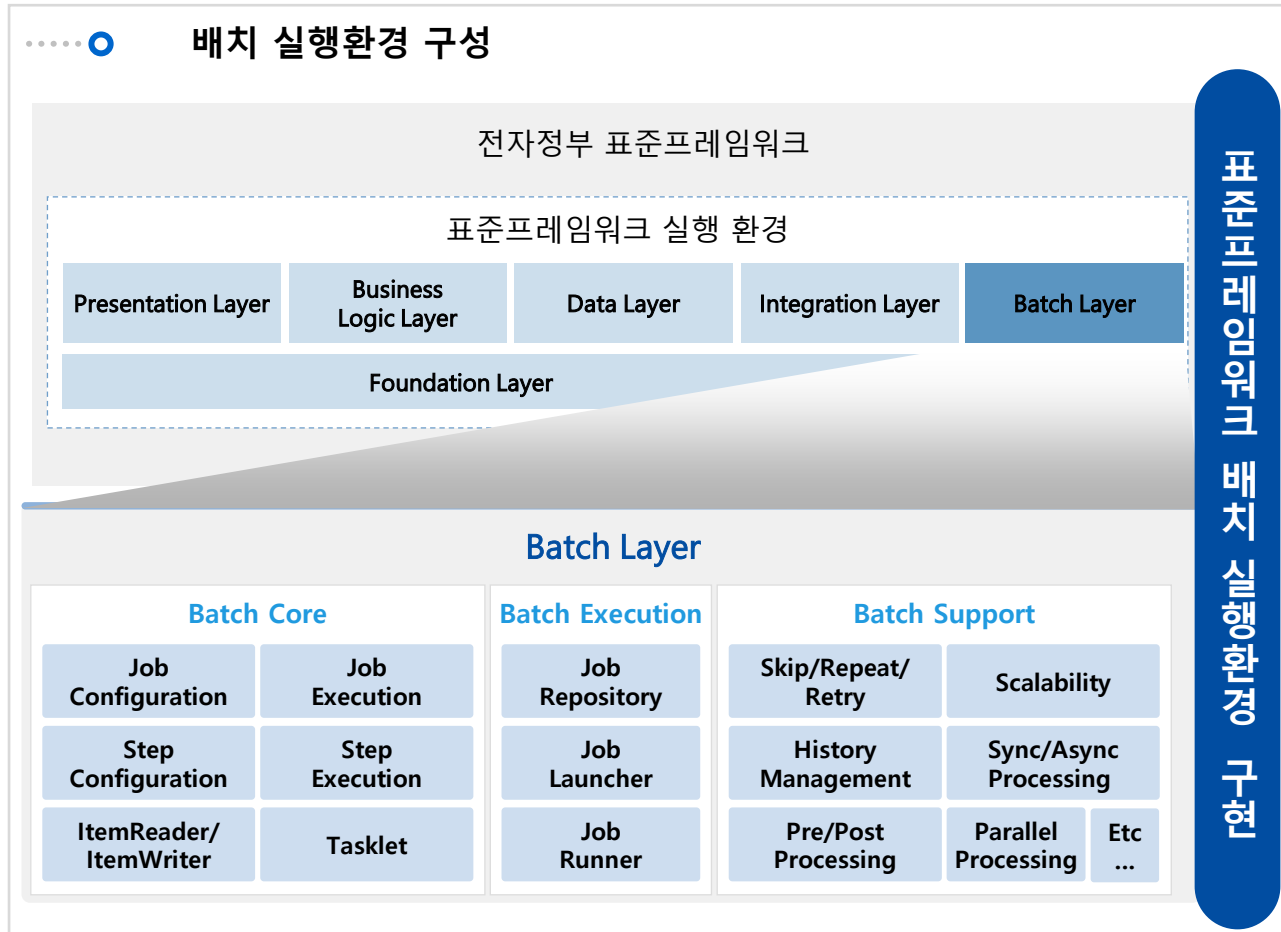 배치 실행환경 구성
전자정부 표준프레임워크
표준프레임워크 실행 환경
Presentation Layer
Business
Logic Layer
Data Layer
Integration Layer
Batch Layer
Foundation Layer
Batch Layer
Batch Core
Job
Configuration
Job
Execution
Step
Configuration
Step
Execution
ItemReader/
ItemWriter
Tasklet
Batch Execution
Job
Repository
Job
Launcher
Job
Runner
Batch Support
Skip/Repeat/
Retry
Scalability
History
Management
Sync/Async
Processing
Pre/Post
Processing
Parallel
Processing
Etc
...
표준프레임워크 배치 실행환경 구현